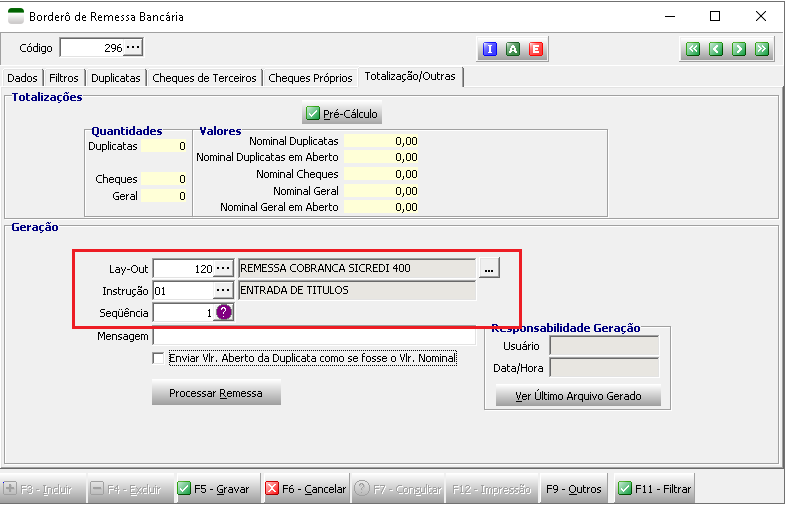 Borderô de Remessa Bancária
Código 296 ... I A E
Dados Filtros Duplicatas Cheques de Terceiros Cheques Próprios Totalização/Outras
Totalizações
Pré-Cálculo
Quantidades Valores
Duplicatas 0 Nominal Duplicatas 0,00
Nominal Duplicatas em Aberto 0,00
Cheques 0 Nominal Cheques 0,00
Geral 0 Nominal Geral 0,00
Nominal Geral em Aberto 0,00
Geração
Lay-Out 120 ... REMESSA COBRANCA SICREDI 400 ...
Instrução 01 ... ENTRADA DE TITULOS
Seqüência 1 ?
Mensagem
Responsabilidade Geração
Usuário
Enviar Vlr. Aberto da Duplicata como se fosse o Vlr. Nominal
Data/Hora
Processar Remessa
Ver Último Arquivo Gerado
F3 - Incluir F4 - Excluir F5 - Gravar F6 - Cancelar F7 - Consultar F12 - Impressão F9 - Outros F11 - Filtrar